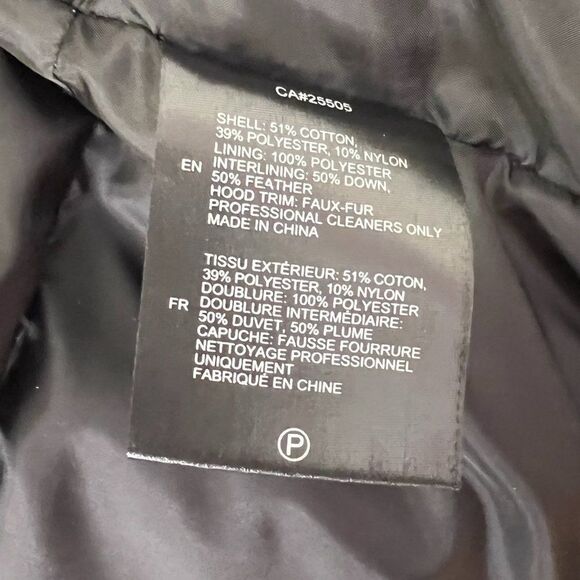 CA#25505
SHELL: 51% COTTON,
39% POLYESTER, 10% NYLON
LINING: 100% POLYESTER
EN INTERLINING: 50% DOWN,
50% FEATHER
HOOD TRIM: FAUX-FUR
PROFESSIONAL CLEANERS ONLY
MADE IN CHINA
TISSU EXTÉRIEUR: 51% COTON,
39% POLYESTER, 10% NYLON
DOUBLURE: 100% POLYESTER
FR DOUBLURE INTERMÉDIAIRE:
50% DUVET, 50% PLUME
CAPUCHE: FAUSSE FOURRURE
NETTOYAGE PROFESSIONNEL
UNIQUEMENT
FABRIQUÉ EN CHINE
P